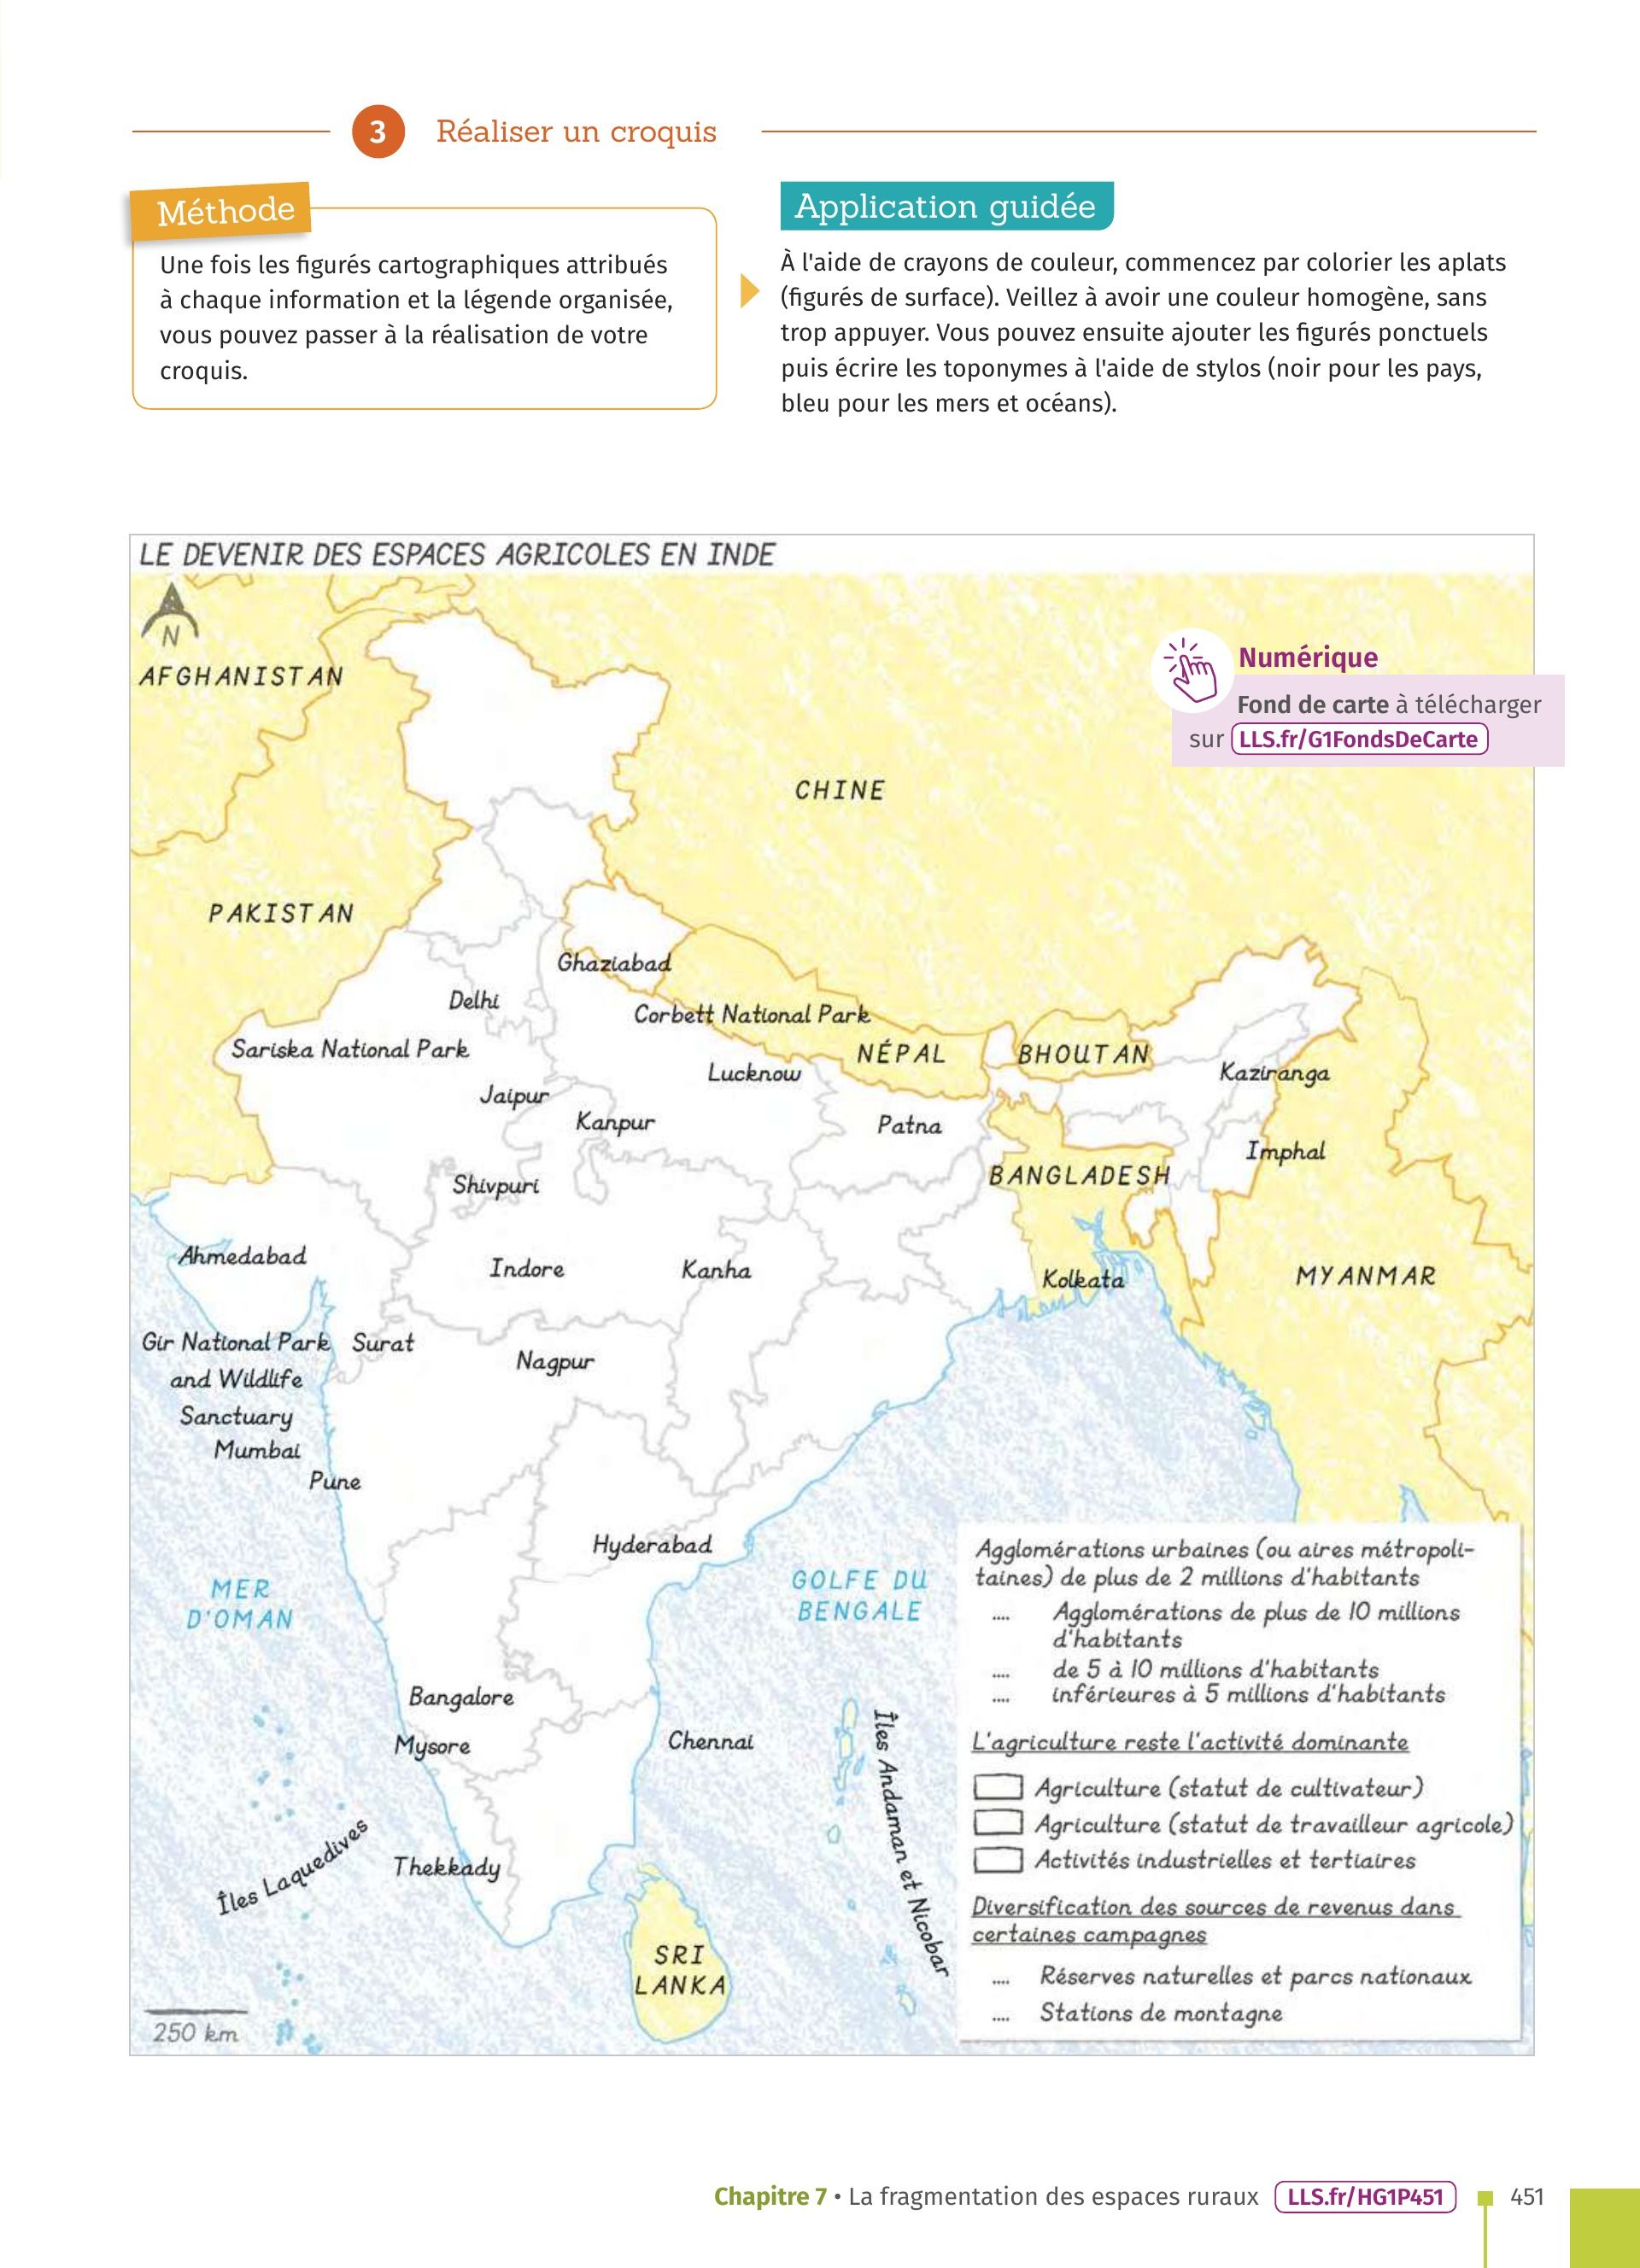 3 Réaliser un croquis
Méthode
Une fois les figurés cartographiques attribués
à chaque information et la légende organisée,
vous pouvez passer à la réalisation de votre
croquis.
Application guidée
À l'aide de crayons de couleur, commencez par colorier les aplats
(figurés de surface). Veillez à avoir une couleur homogène, sans
trop appuyer. Vous pouvez ensuite ajouter les figurés ponctuels
puis écrire les toponymes à l'aide de stylos (noir pour les pays,
bleu pour les mers et océans).
LE DEVENIR DES ESPACES AGRICOLES EN INDE
N
AFGHANISTAN
Numérique
Fond de carte à télécharger
sur LLS.fr/G1FondsDeCarte
CHINE
PAKISTAN
Ghaziabad
Delhi
Corbett National Park
Sariska National Park
NÉPAL
BHOUTAN
Lucknow
Kaziranga
Jaipur
Kanpur
Patna
Imphal
BANGLADESH
Shivpuri
Ahmedabad
Indore
Kanha
Kolkata
MYANMAR
Gir National Park
and Wildlife
Sanctuary
Surat
Nagpur
Mumbai
Pune
Hyderabad
MER
D'OMAN
GOLFE DU
BENGALE
Bangalore
Mysore
Chennai
Îles Andaman et Nicobar
Îles Laquedives
Thekkady
SRI
LANKA
250 km
Agglomérations urbaines (ou aires métropoli-
taines) de plus de 2 millions d'habitants
.... Agglomérations de plus de 10 millions
d'habitants
.... de 5 à 10 millions d'habitants
.... inférieures à 5 millions d'habitants
L'agriculture reste l'activité dominante
Agriculture (statut de cultivateur)
Agriculture (statut de travailleur agricole)
Activités industrielles et tertiaires
Diversification des sources de revenus dans
certaines campagnes
.... Réserves naturelles et parcs nationaux
.... Stations de montagne
Chapitre 7 • La fragmentation des espaces ruraux LLS.fr/HG1P451 451